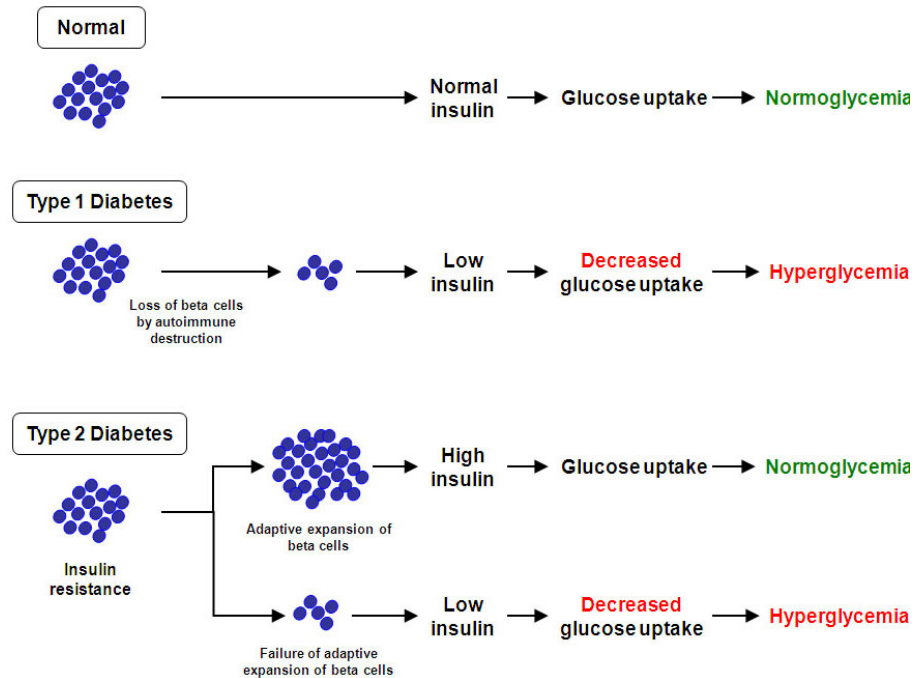 Normal
Normal
insulin
Glucose uptake
Normoglycemia
Type 1 Diabetes
Loss of beta cells
by autoimmune
destruction
Low
insulin
Decreased
glucose uptake
Hyperglycemia
Type 2 Diabetes
Insulin
resistance
Adaptive expansion of
beta cells
High
insulin
Glucose uptake
Normoglycemia
Failure of adaptive
expansion of beta cells
Low
insulin
Decreased
glucose uptake
Hyperglycemia